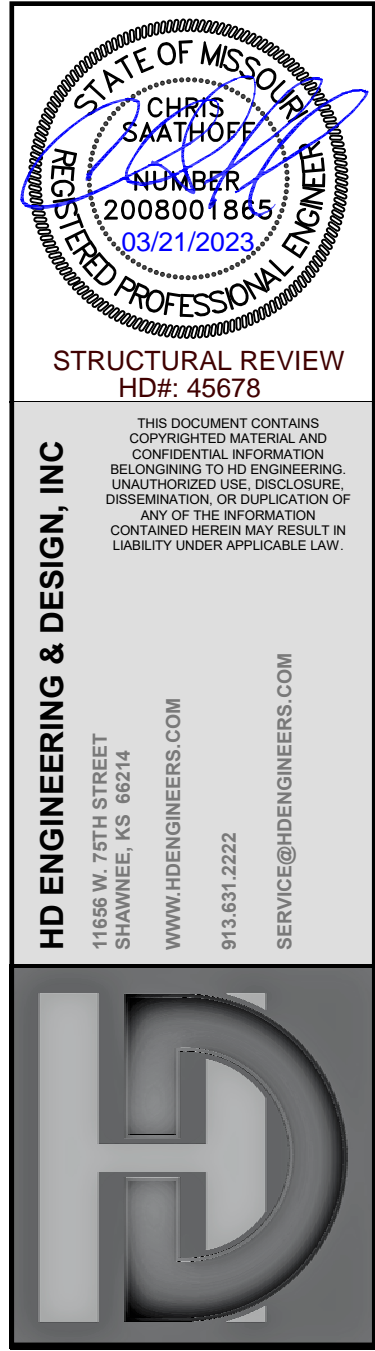 STATE OF MISSOURI
CHRIS
SAATHOFF
NUMBER
2008001865
03/21/2023
REGISTERED PROFESSIONAL ENGINEER
STRUCTURAL REVIEW
HD#: 45678
THIS DOCUMENT CONTAINS
COPYRIGHTED MATERIAL AND
CONFIDENTIAL INFORMATION
BELONGINING TO HD ENGINEERING.
UNAUTHORIZED USE, DISCLOSURE,
DISSEMINATION, OR DUPLICATION OF
ANY OF THE INFORMATION
CONTAINED HEREIN MAY RESULT IN
LIABILITY UNDER APPLICABLE LAW.
HD ENGINEERING & DESIGN, INC
11656 W. 75TH STREET
SHAWNEE, KS 66214
WWW.HDENGINEERS.COM
913.631.2222
SERVICE@HDENGINEERS.COM
HD